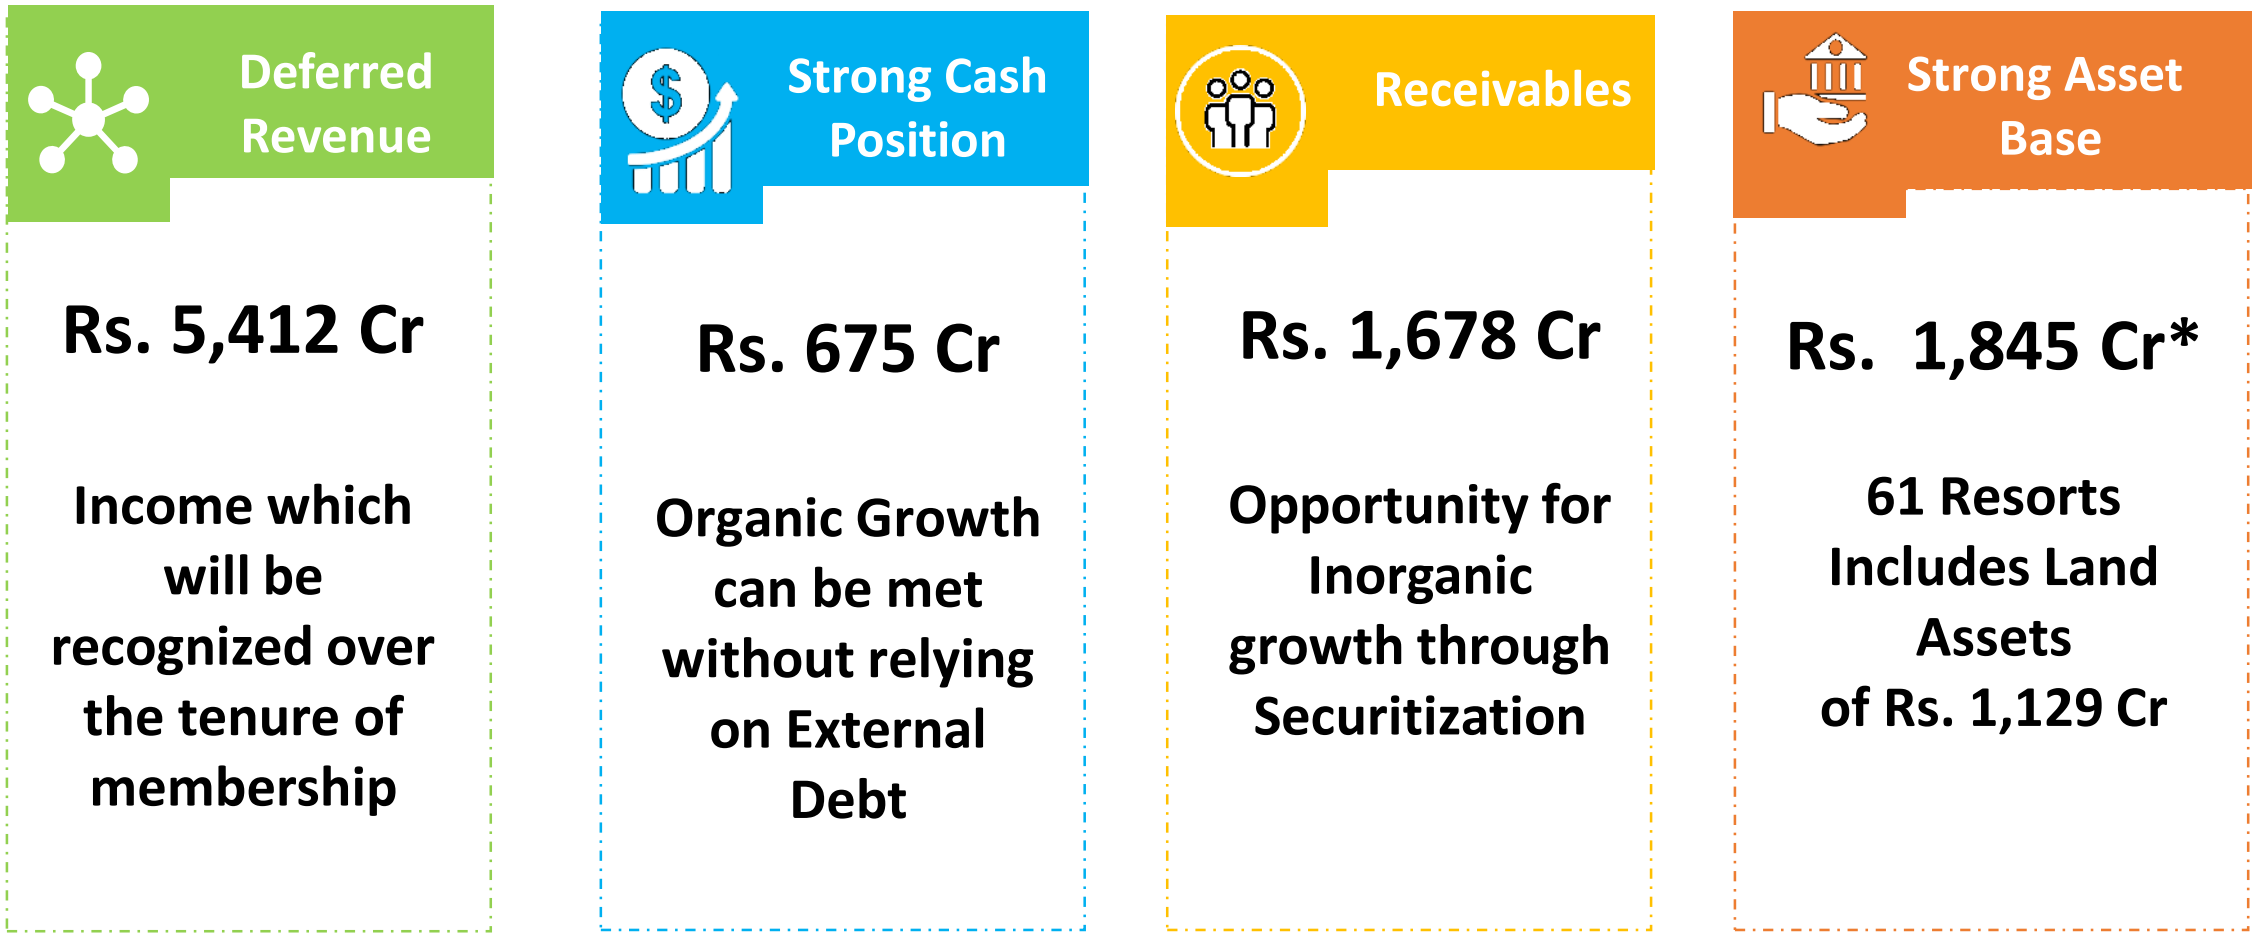 Deferred
Revenue
Rs. 5,412 Cr
Income which
will be
recognized over
the tenure of
membership
$
Strong Cash
Position
Rs. 675 Cr
Organic Growth
can be met
without relying
on External
Debt
Receivables
Rs. 1,678 Cr
Opportunity for
Inorganic
growth through
Securitization
Strong Asset
Base
Rs.  1,845 Cr*
61 Resorts
Includes Land
Assets
of Rs. 1,129 Cr